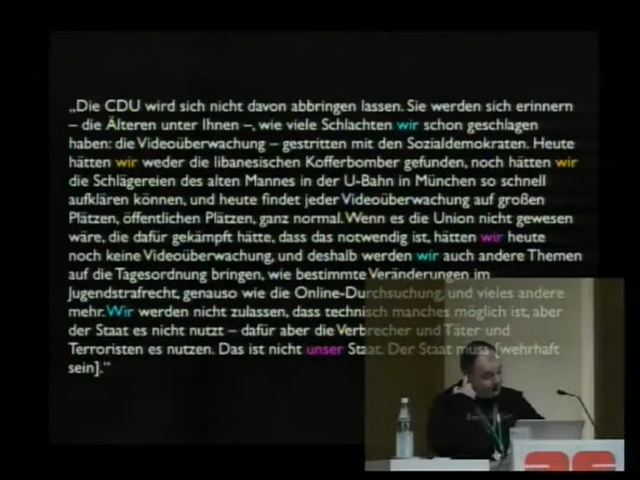 „Die CDU wird sich nicht davon abbringen lassen. Sie werden sich erinnern
– die Älteren unter Ihnen –, wie viele Schlachten wir schon geschlagen
haben: die Videoüberwachung – gestritten mit den Sozialdemokraten. Heute
hätten wir weder die libanesischen Kofferbomber gefunden, noch hätten wir
die Schlägereien des alten Mannes in der U-Bahn in München so schnell
aufklären können, und heute findet jeder Videoüberwachung auf großen
Plätzen, öffentlichen Plätzen, ganz normal. Wenn es die Union nicht gewesen
wäre, die dafür gekämpft hätte, dass das notwendig ist, hätten wir heute
noch keine Videoüberwachung, und deshalb werden wir auch andere Themen
auf die Tagesordnung bringen, wie bestimmte Veränderungen im
Jugendstrafrecht, genauso wie die Online-Durchsuchung, und vieles andere
mehr. Wir werden nicht zulassen, dass technisch manches möglich ist, aber
der Staat es nicht nutzt – dafür aber die Verbrecher und Täter und
Terroristen es nutzen. Das ist nicht unser Staat. Der Staat muss [wehrhaft
sein].“